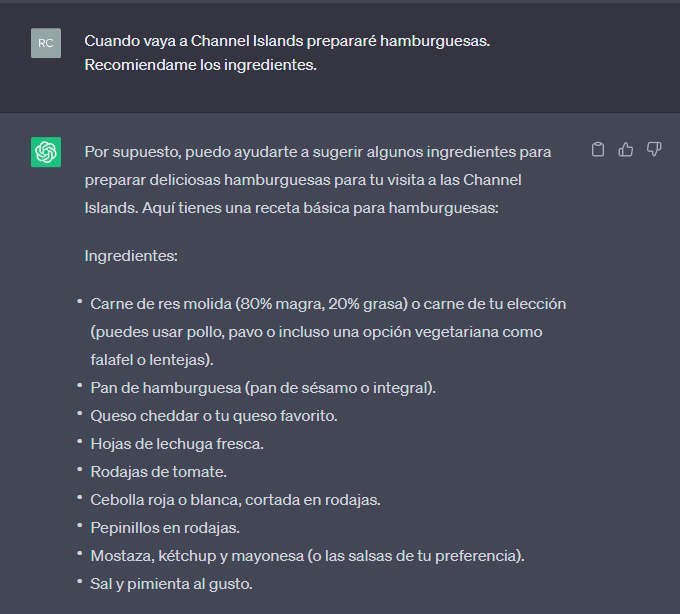 RC
Cuando vaya a Channel Islands prepararé hamburguesas.
Recomiendame los ingredientes.
Por supuesto, puedo ayudarte a sugerir algunos ingredientes para
preparar deliciosas hamburguesas para tu visita a las Channel
Islands. Aquí tienes una receta básica para hamburguesas:
Ingredientes:
• Carne de res molida (80% magra, 20% grasa) o carne de tu elección
(puedes usar pollo, pavo o incluso una opción vegetariana como
falafel o lentejas).
• Pan de hamburguesa (pan de sésamo o integral).
• Queso cheddar o tu queso favorito.
• Hojas de lechuga fresca.
• Rodajas de tomate.
• Cebolla roja o blanca, cortada en rodajas.
• Pepinillos en rodajas.
• Mostaza, kétchup y mayonesa (o las salsas de tu preferencia).
• Sal y pimienta al gusto.